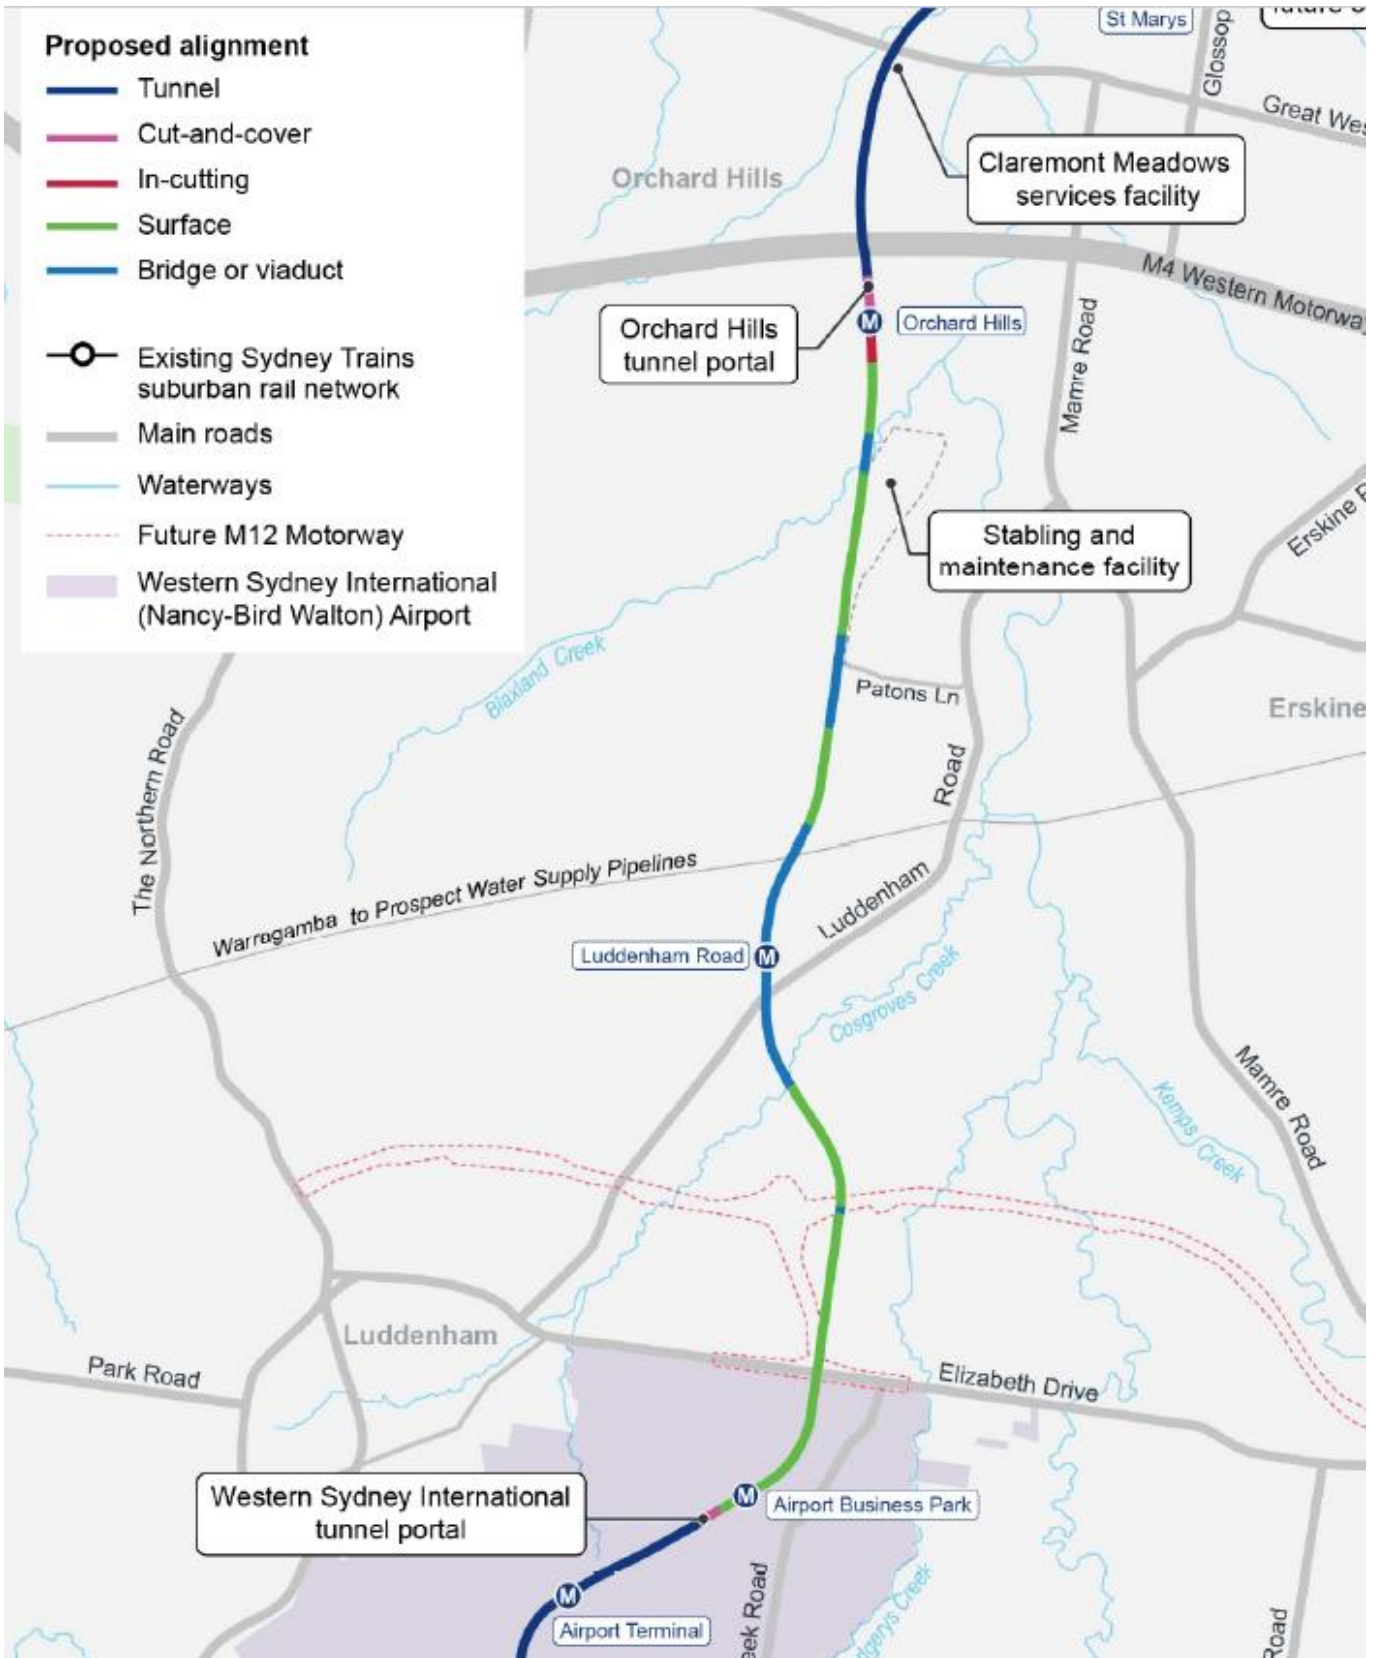 Proposed alignment
Tunnel
Cut-and-cover
In-cutting
Surface
Bridge or viaduct
Existing Sydney Trains
suburban rail network
Main roads
Waterways
Future M12 Motorway
Western Sydney International
(Nancy-Bird Walton) Airport
St Marys
Glossop
Great Wes
Claremont Meadows
services facility
Orchard Hills
M4 Western Motorway
Orchard Hills
tunnel portal
M
Orchard Hills
Mamre Road
Stabling and
maintenance facility
Erskine
Blaxland Creek
Patons Ln
Erskine
The Northern Road
Road
Warragamba to Prospect Water Supply Pipelines
Luddenham
Luddenham Road
M
Cosgroves Creek
Mamre Road
Kemps Creek
Luddenham
Park Road
Elizabeth Drive
Western Sydney International
tunnel portal
M
Airport Business Park
M
Airport Terminal
eek Road
dgerys Creek
Road